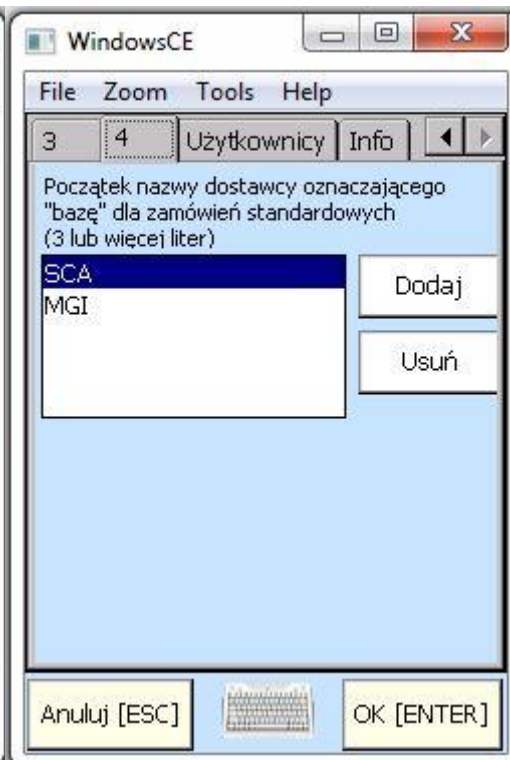 WindowsCE
File Zoom Tools Help
3 4 Użytkownicy Info
Początek nazwy dostawcy oznaczającego
"bazę" dla zamówień standardowych
(3 lub więcej liter)
SCA
MGI
Dodaj
Usuń
Anuluj [ESC] OK [ENTER]